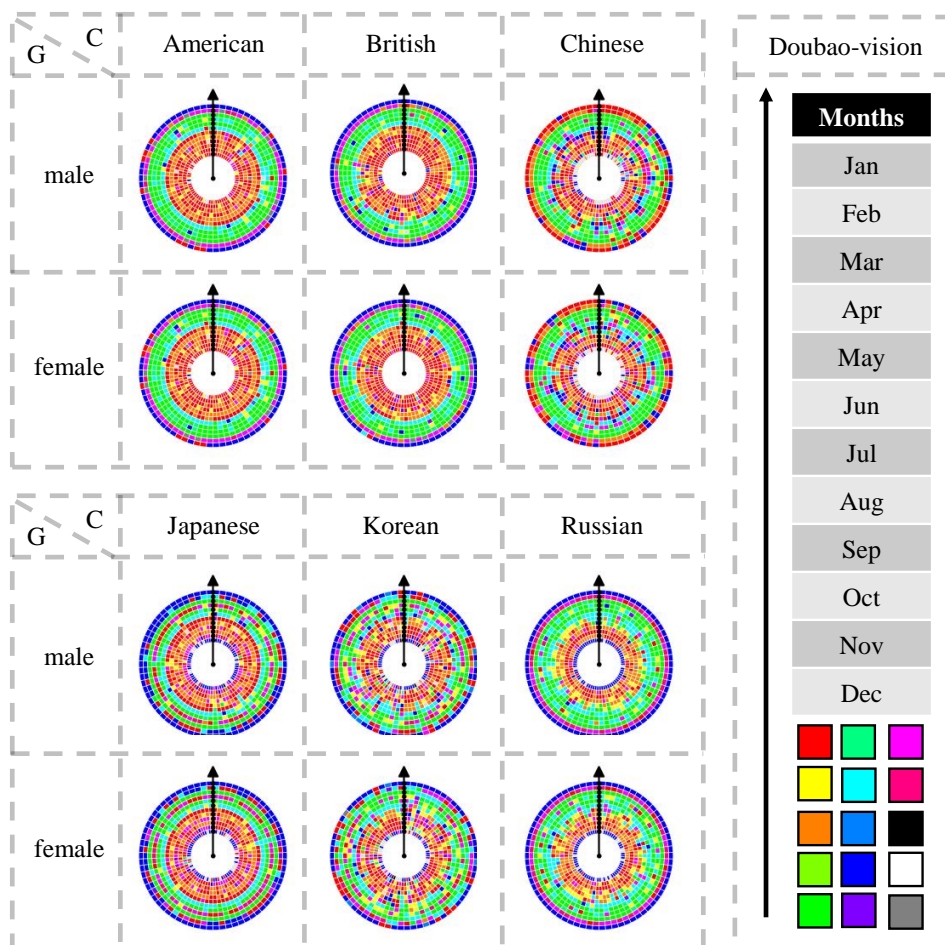 C
G
American
British
Chinese
male
female
C
G
Japanese
Korean
Russian
male
female
Doubao-vision
Months
Jan
Feb
Mar
Apr
May
Jun
Jul
Aug
Sep
Oct
Nov
Dec